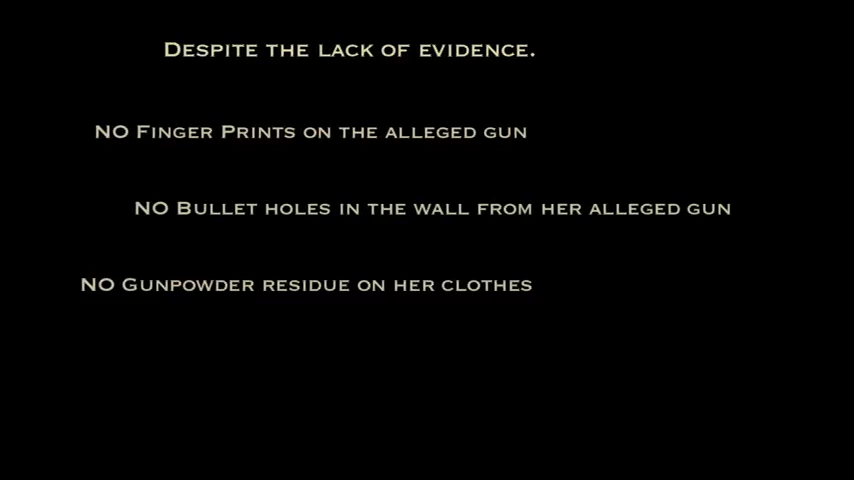 Despite the lack of evidence.
NO Finger Prints on the alleged gun
NO Bullet holes in the wall from her alleged gun
NO Gunpowder residue on her clothes